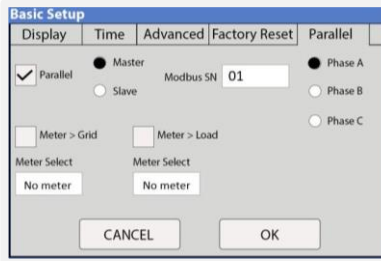 Basic Setup
Display Time Advanced Factory Reset Parallel
Parallel Master Modbus SN 01 Phase A
Slave Phase B
Phase C
Meter > Grid Meter > Load
Meter Select Meter Select
No meter No meter
CANCEL OK